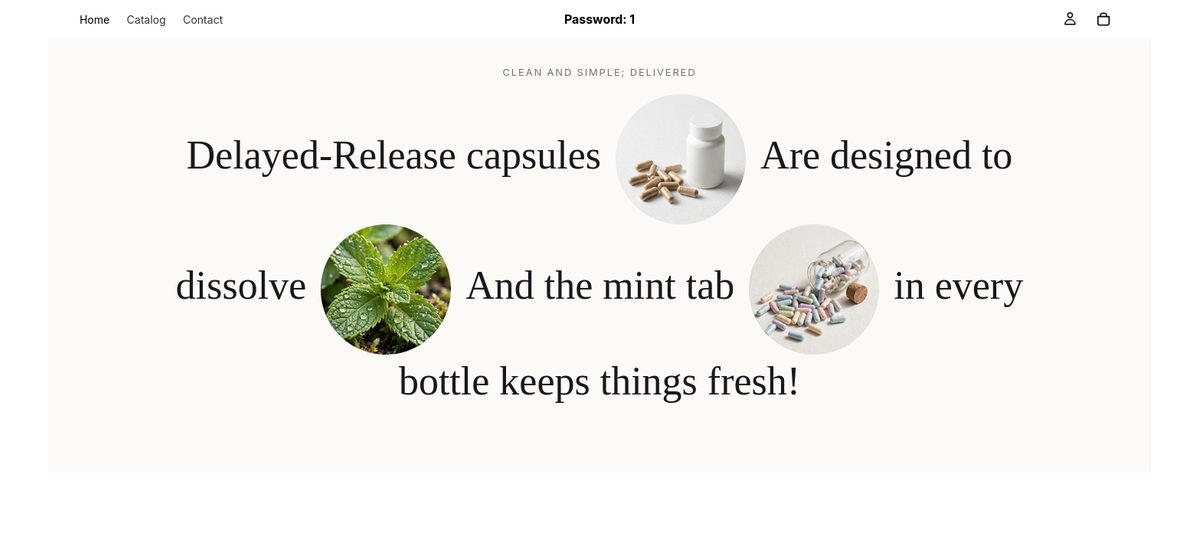 Home Catalog Contact Password: 1
CLEAN AND SIMPLE; DELIVERED
Delayed-Release capsules Are designed to
dissolve And the mint tab in every
bottle keeps things fresh!